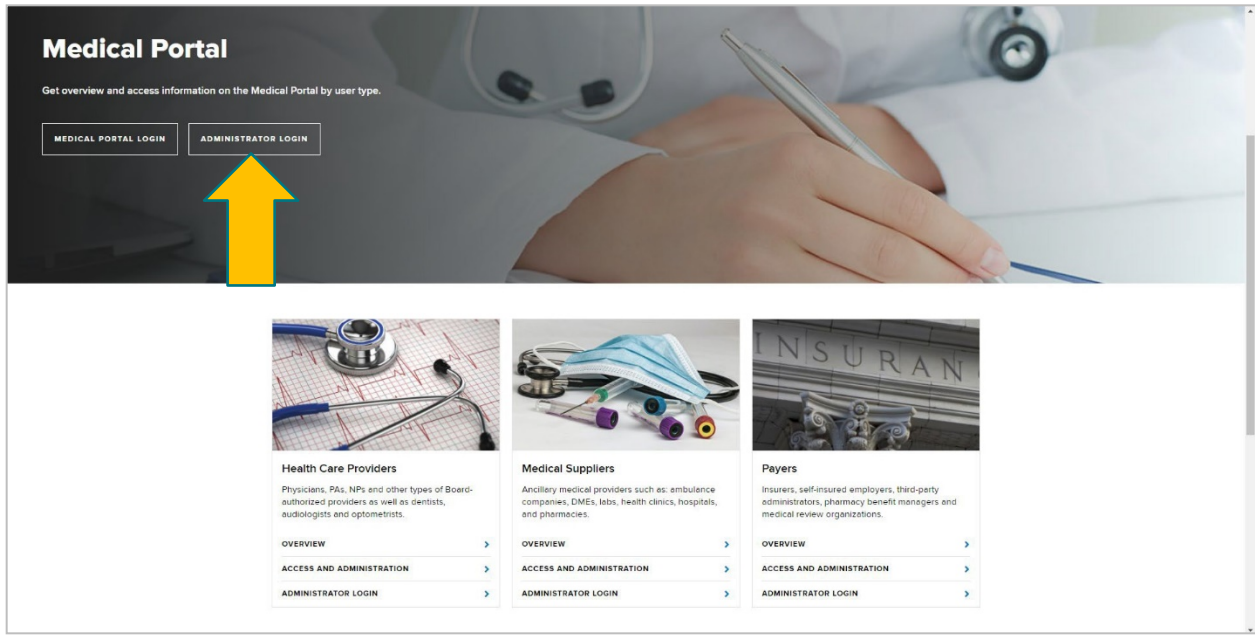 Medical Portal
Get overview and access information on the Medical Portal by user type.
MEDICAL PORTAL LOGIN
ADMINISTRATOR LOGIN
INSURAN
Health Care Providers
Physicians, PAs, NPs and other types of Board-
authorized providers as well as dentists,
audiologists and optometrists.
OVERVIEW
ACCESS AND ADMINISTRATION
ADMINISTRATOR LOGIN
Medical Suppliers
Ancillary medical providers such as: ambulance
companies, DMEs, labs, health clinics, hospitals,
and pharmacies.
OVERVIEW
ACCESS AND ADMINISTRATION
ADMINISTRATOR LOGIN
Payers
Insurers, self-insured employers, third-party
administrators, pharmacy benefit managers and
medical review organizations.
OVERVIEW
ACCESS AND ADMINISTRATION
ADMINISTRATOR LOGIN